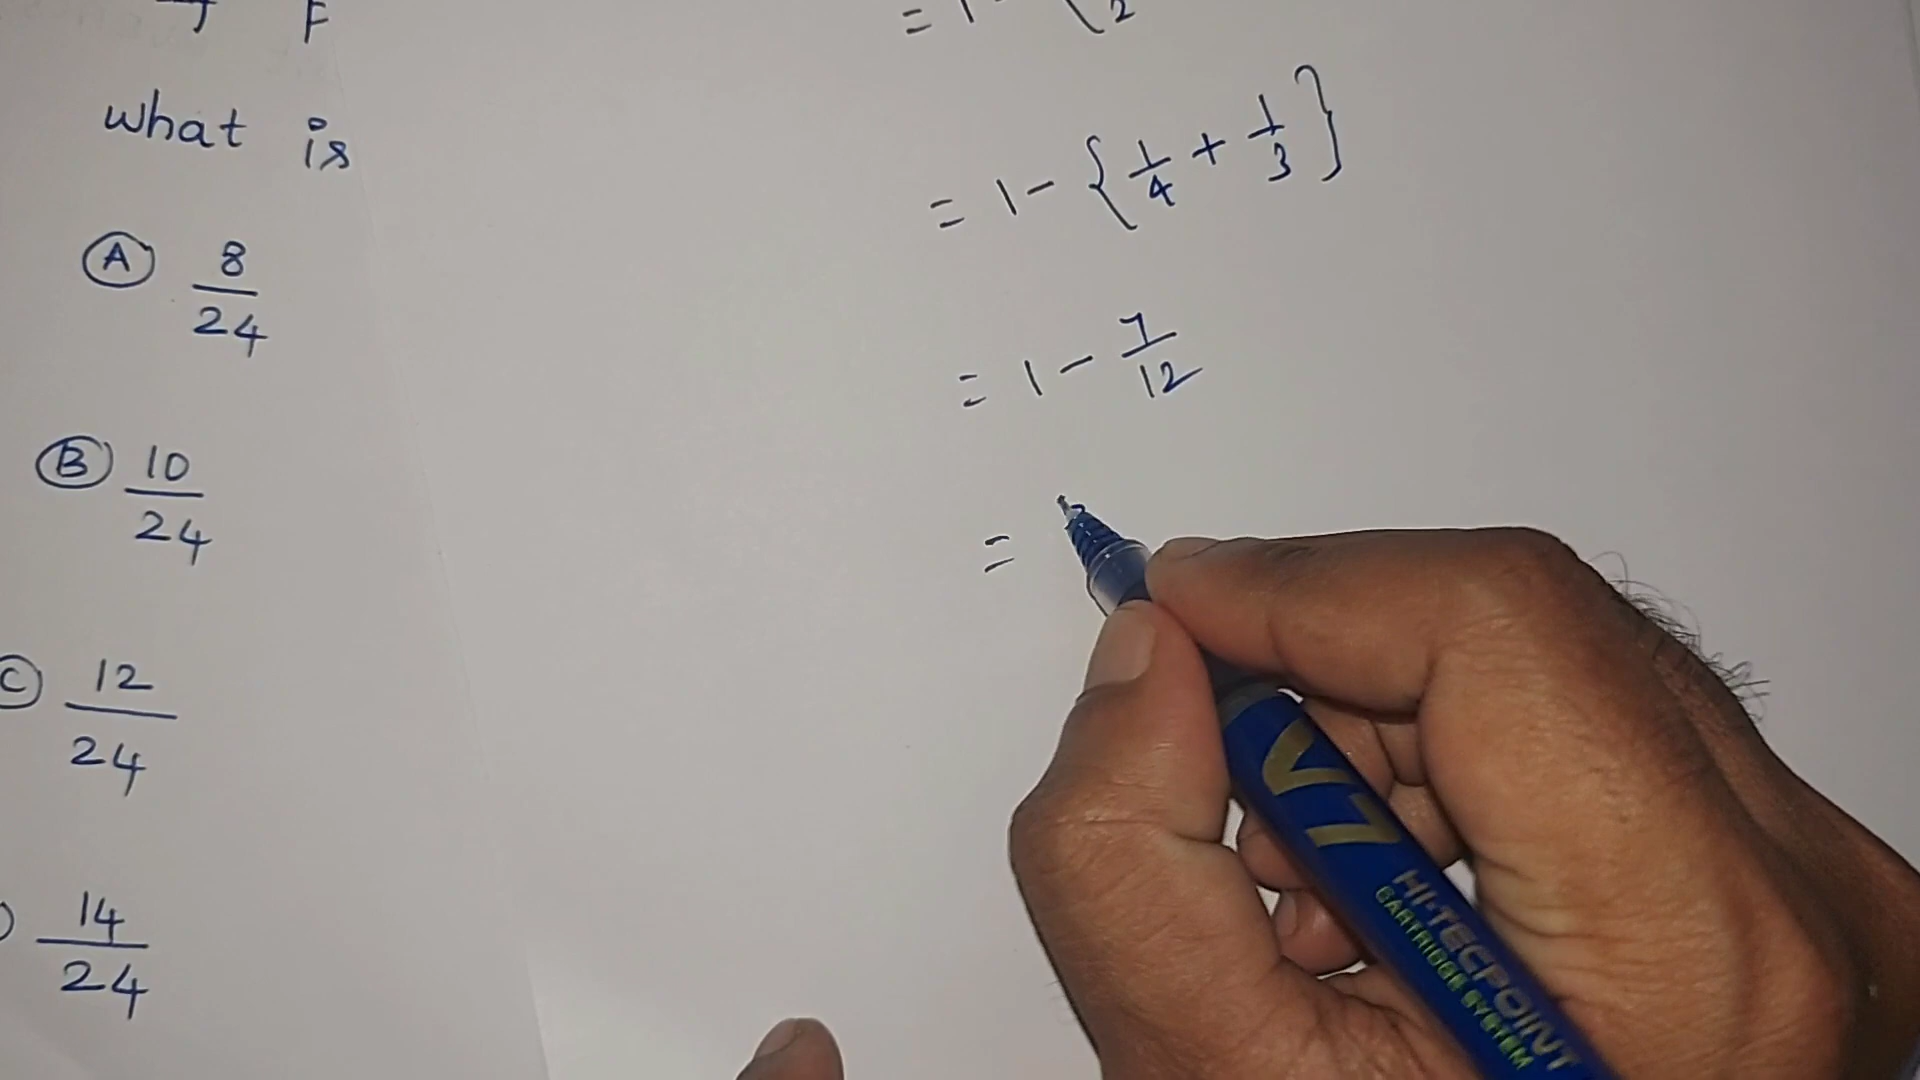 what is
(A) 8/24
(B) 10/24
(C) 12/24
14/24
= 1 - {1/4 + 1/3}
= 1 - 7/12
=
V7
HI-TECPOINT
CARTRIDGE SYSTEM